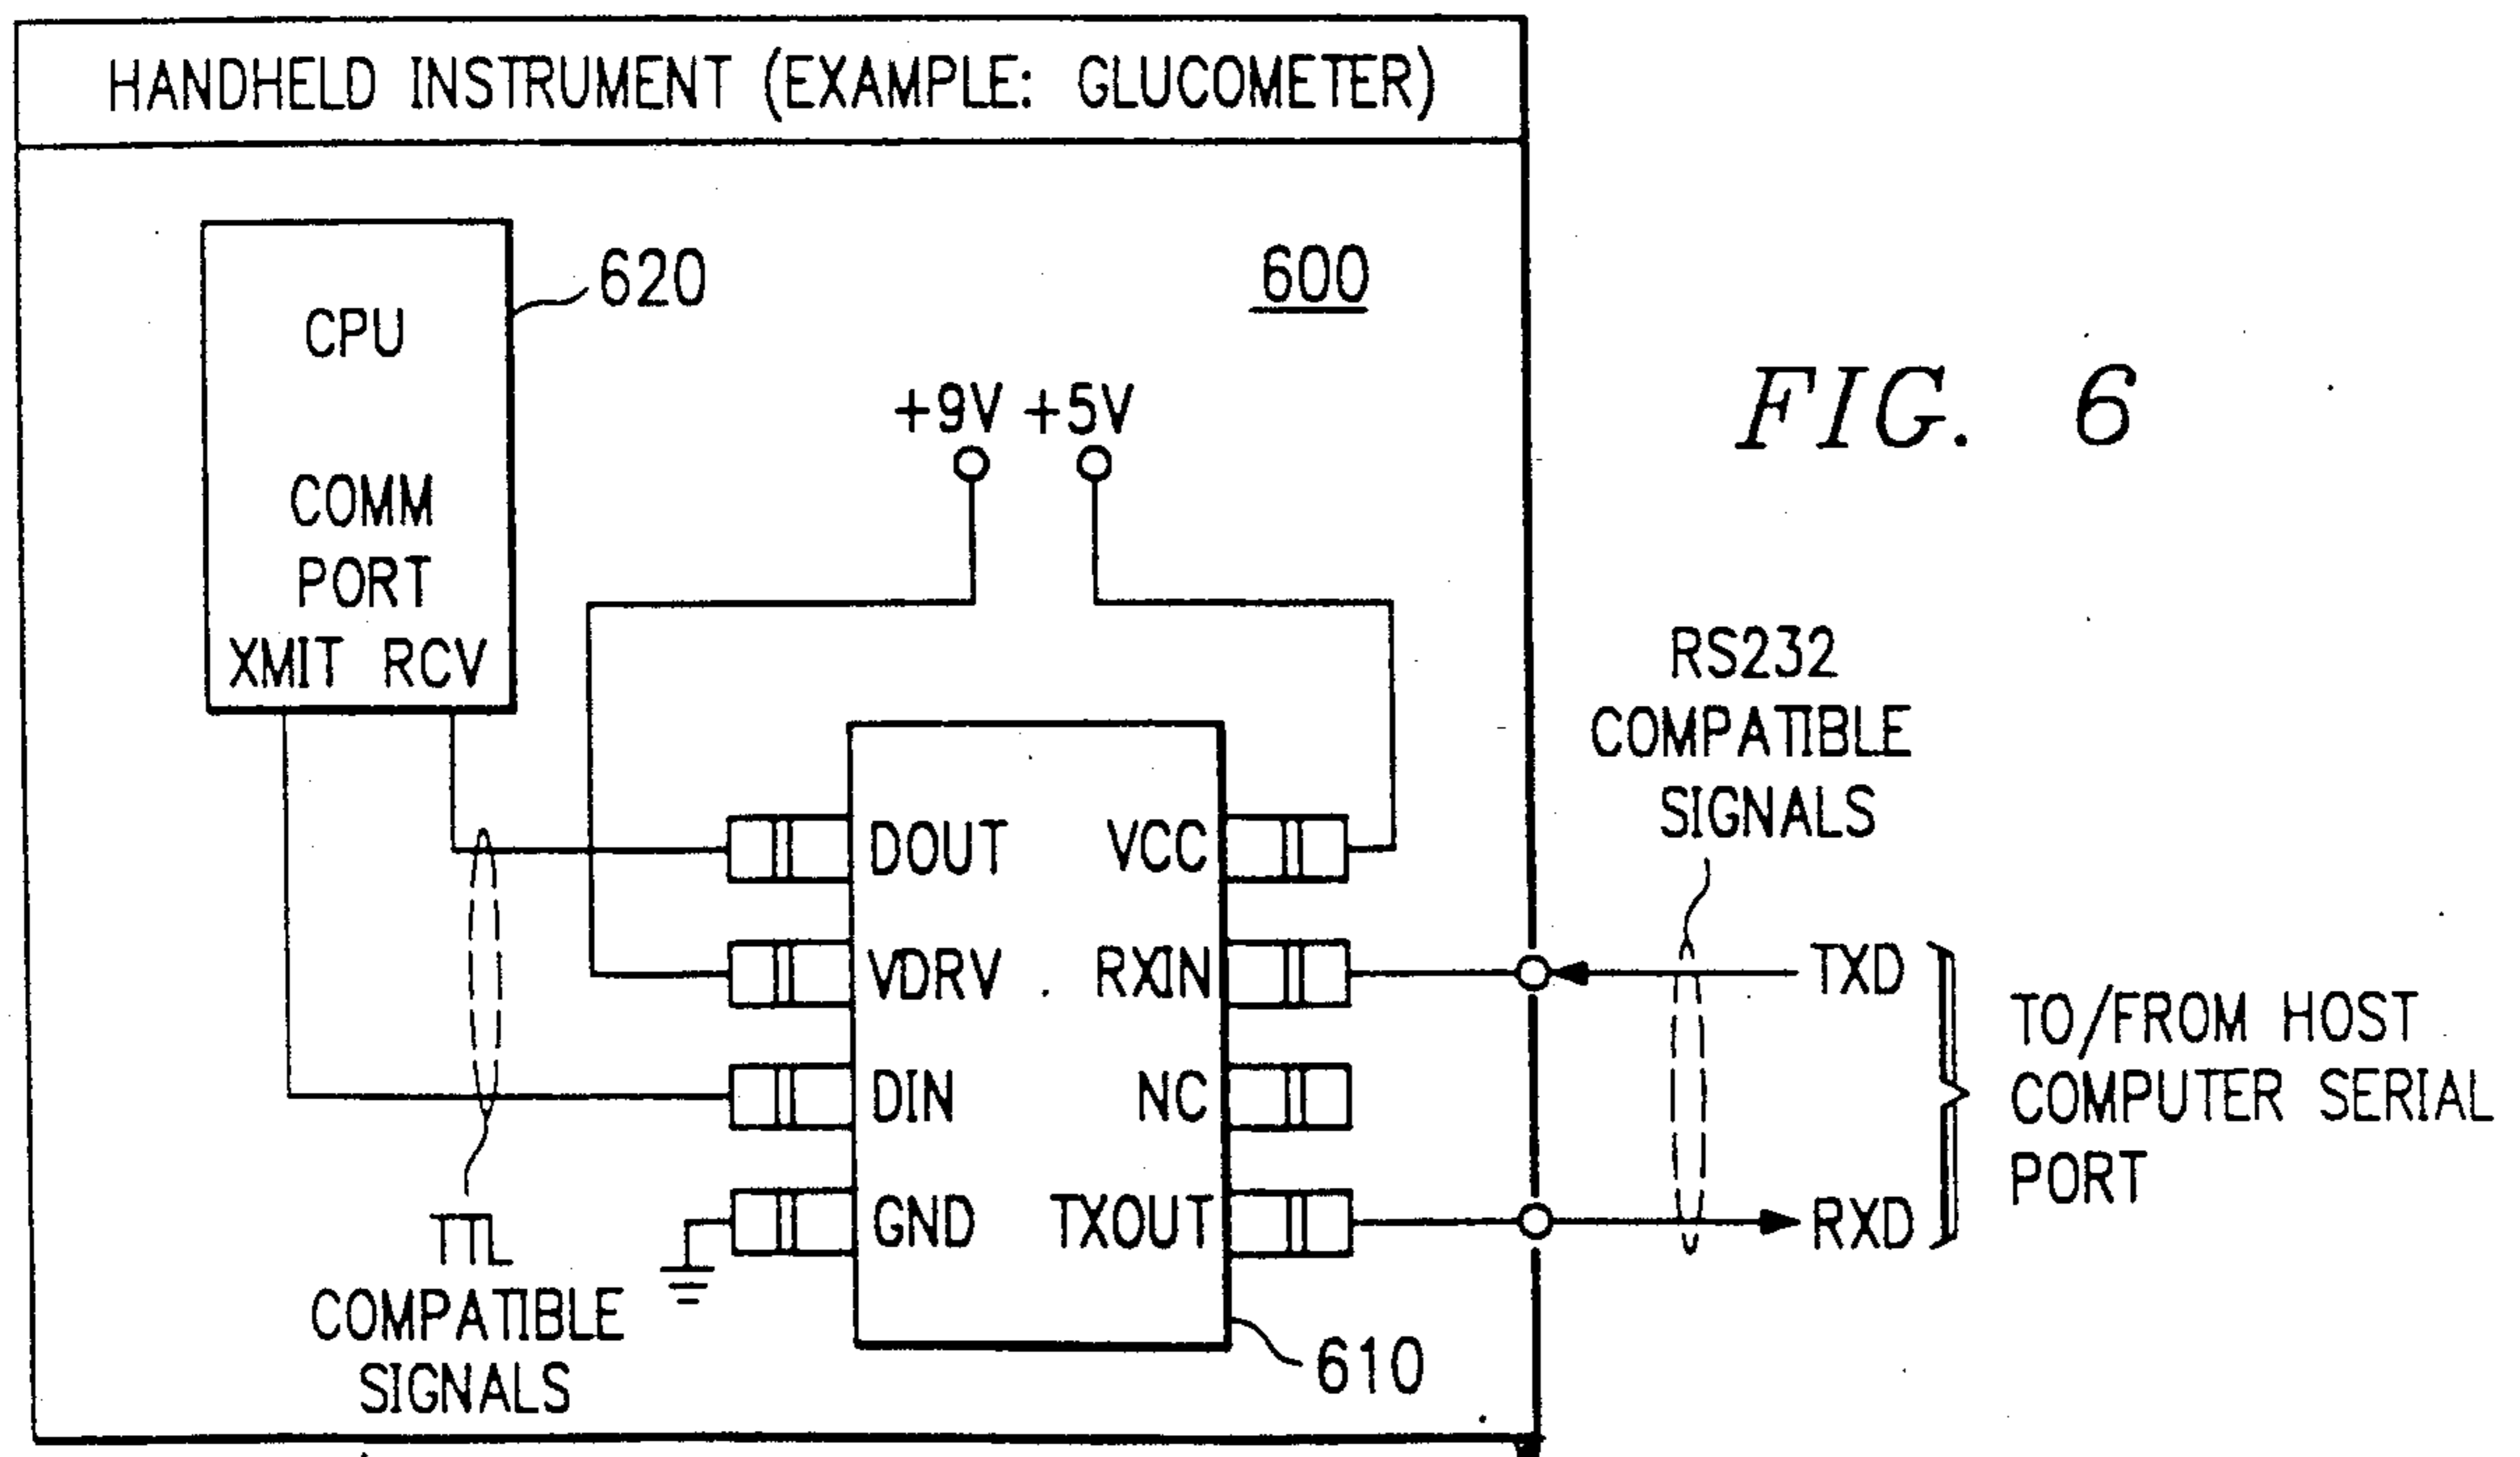 HANDHELD INSTRUMENT (EXAMPLE: GLUCOMETER)
620
600
CPU
COMM
PORT
XMIT RCV
+9V +5V
FIG. 6
RS232
COMPATIBLE
SIGNALS
DOUT VCC
VDRV RXIN
DIN NC
GND TXOUT
TXD
RXD
TO/FROM HOST
COMPUTER SERIAL
PORT
TTL
COMPATIBLE
SIGNALS
610